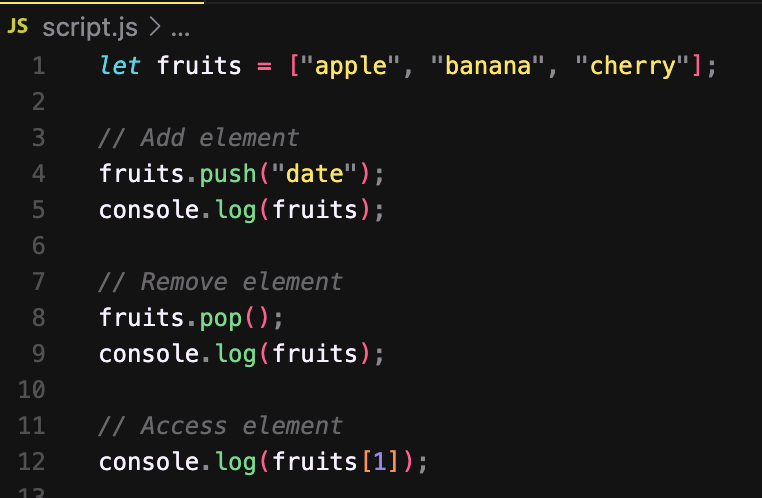 JS script.js > ...
1 let fruits = ["apple", "banana", "cherry"];
2
3 // Add element
4 fruits.push("date");
5 console.log(fruits);
6
7 // Remove element
8 fruits.pop();
9 console.log(fruits);
10
11 // Access element
12 console.log(fruits[1]);
13